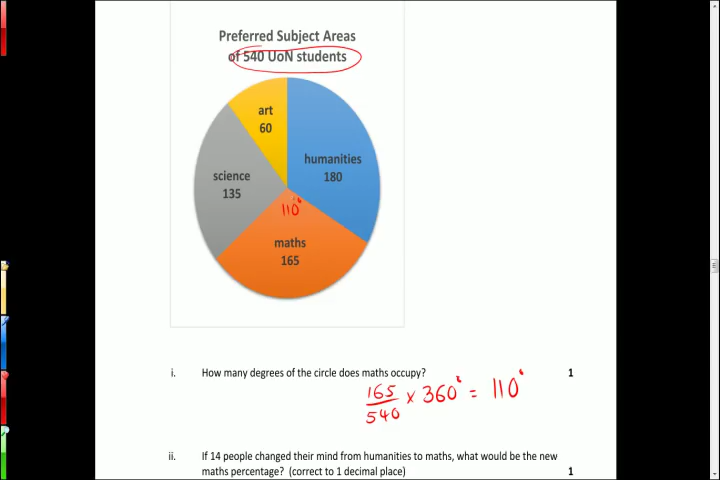 Preferred Subject Areas
of 540 UoN students
art
60
humanities
180
science
135
110°
maths
165
i. How many degrees of the circle does maths occupy? 1
165/540 × 360° = 110°
ii. If 14 people changed their mind from humanities to maths, what would be the new
maths percentage? (correct to 1 decimal place) 1